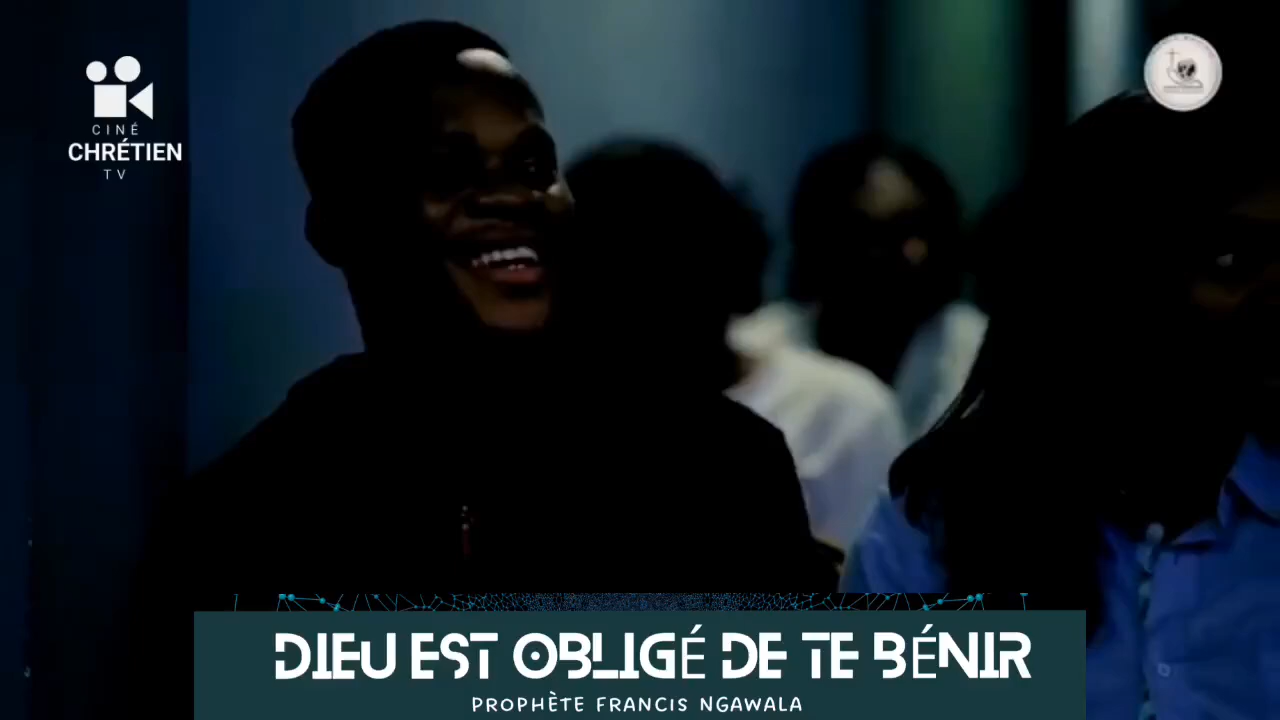 CINÉ
CHRÉTIEN
TV
DIEU EST OBLIGÉ DE TE BÉNIR
PROPHÈTE FRANCIS NGAWALA